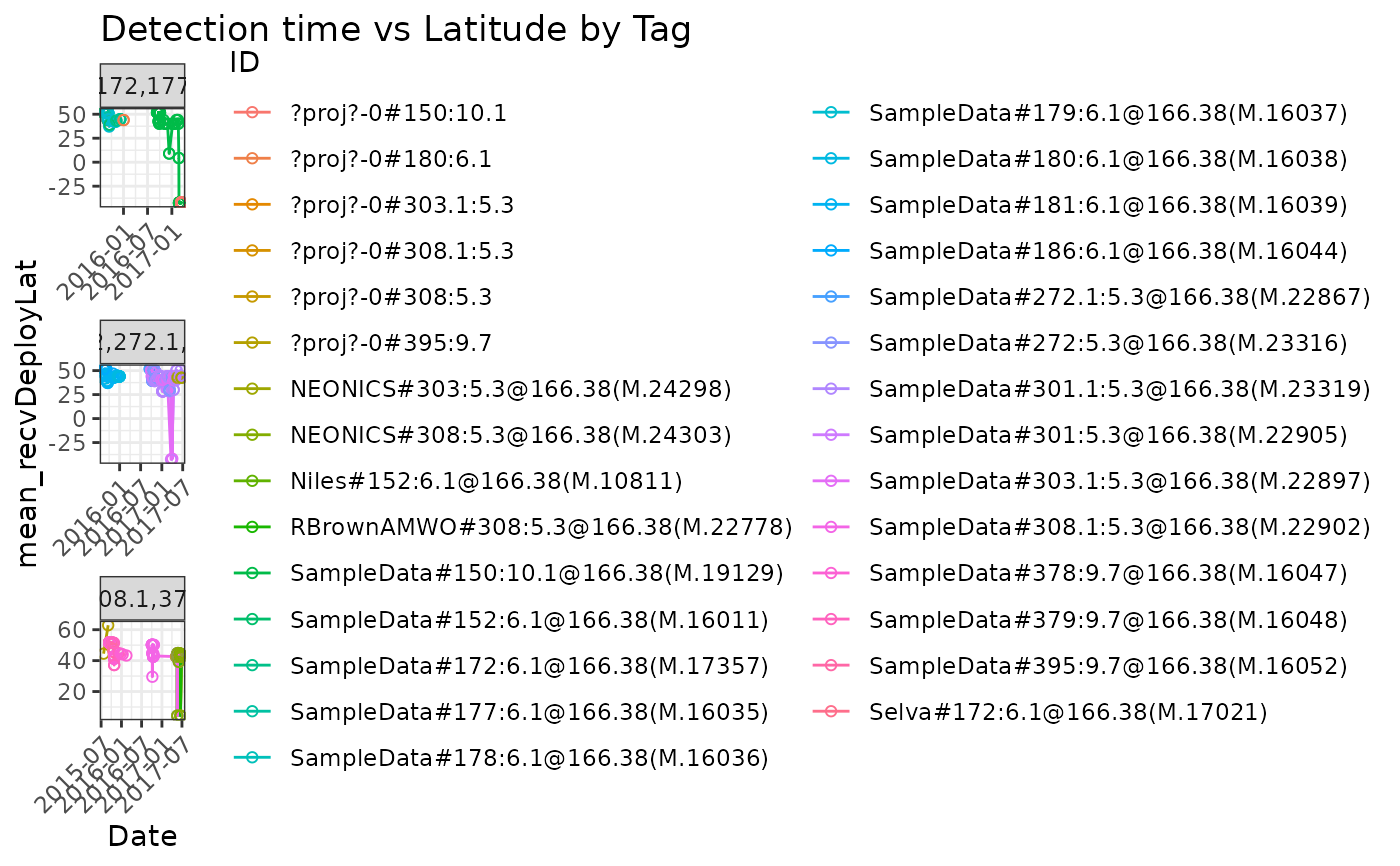 Detection time vs Latitude by Tag
ID
172,177
50
25
0
-25
2016-01
2016-07
2017-01
,272.1,
50
25
0
-25
2016-01
2016-07
2017-01
2017-07
08.1,37
60
40
20
2015-07
2016-01
2016-07
2017-01
2017-07
mean_recvDeployLat
Date
?proj?-0#150:10.1
?proj?-0#180:6.1
?proj?-0#303.1:5.3
?proj?-0#308.1:5.3
?proj?-0#308:5.3
?proj?-0#395:9.7
NEONICS#303:5.3@166.38(M.24298)
NEONICS#308:5.3@166.38(M.24303)
Niles#152:6.1@166.38(M.10811)
RBrownAMWO#308:5.3@166.38(M.22778)
SampleData#150:10.1@166.38(M.19129)
SampleData#152:6.1@166.38(M.16011)
SampleData#172:6.1@166.38(M.17357)
SampleData#177:6.1@166.38(M.16035)
SampleData#178:6.1@166.38(M.16036)
SampleData#179:6.1@166.38(M.16037)
SampleData#180:6.1@166.38(M.16038)
SampleData#181:6.1@166.38(M.16039)
SampleData#186:6.1@166.38(M.16044)
SampleData#272.1:5.3@166.38(M.22867)
SampleData#272:5.3@166.38(M.23316)
SampleData#301.1:5.3@166.38(M.23319)
SampleData#301:5.3@166.38(M.22905)
SampleData#303.1:5.3@166.38(M.22897)
SampleData#308.1:5.3@166.38(M.22902)
SampleData#378:9.7@166.38(M.16047)
SampleData#379:9.7@166.38(M.16048)
SampleData#395:9.7@166.38(M.16052)
Selva#172:6.1@166.38(M.17021)